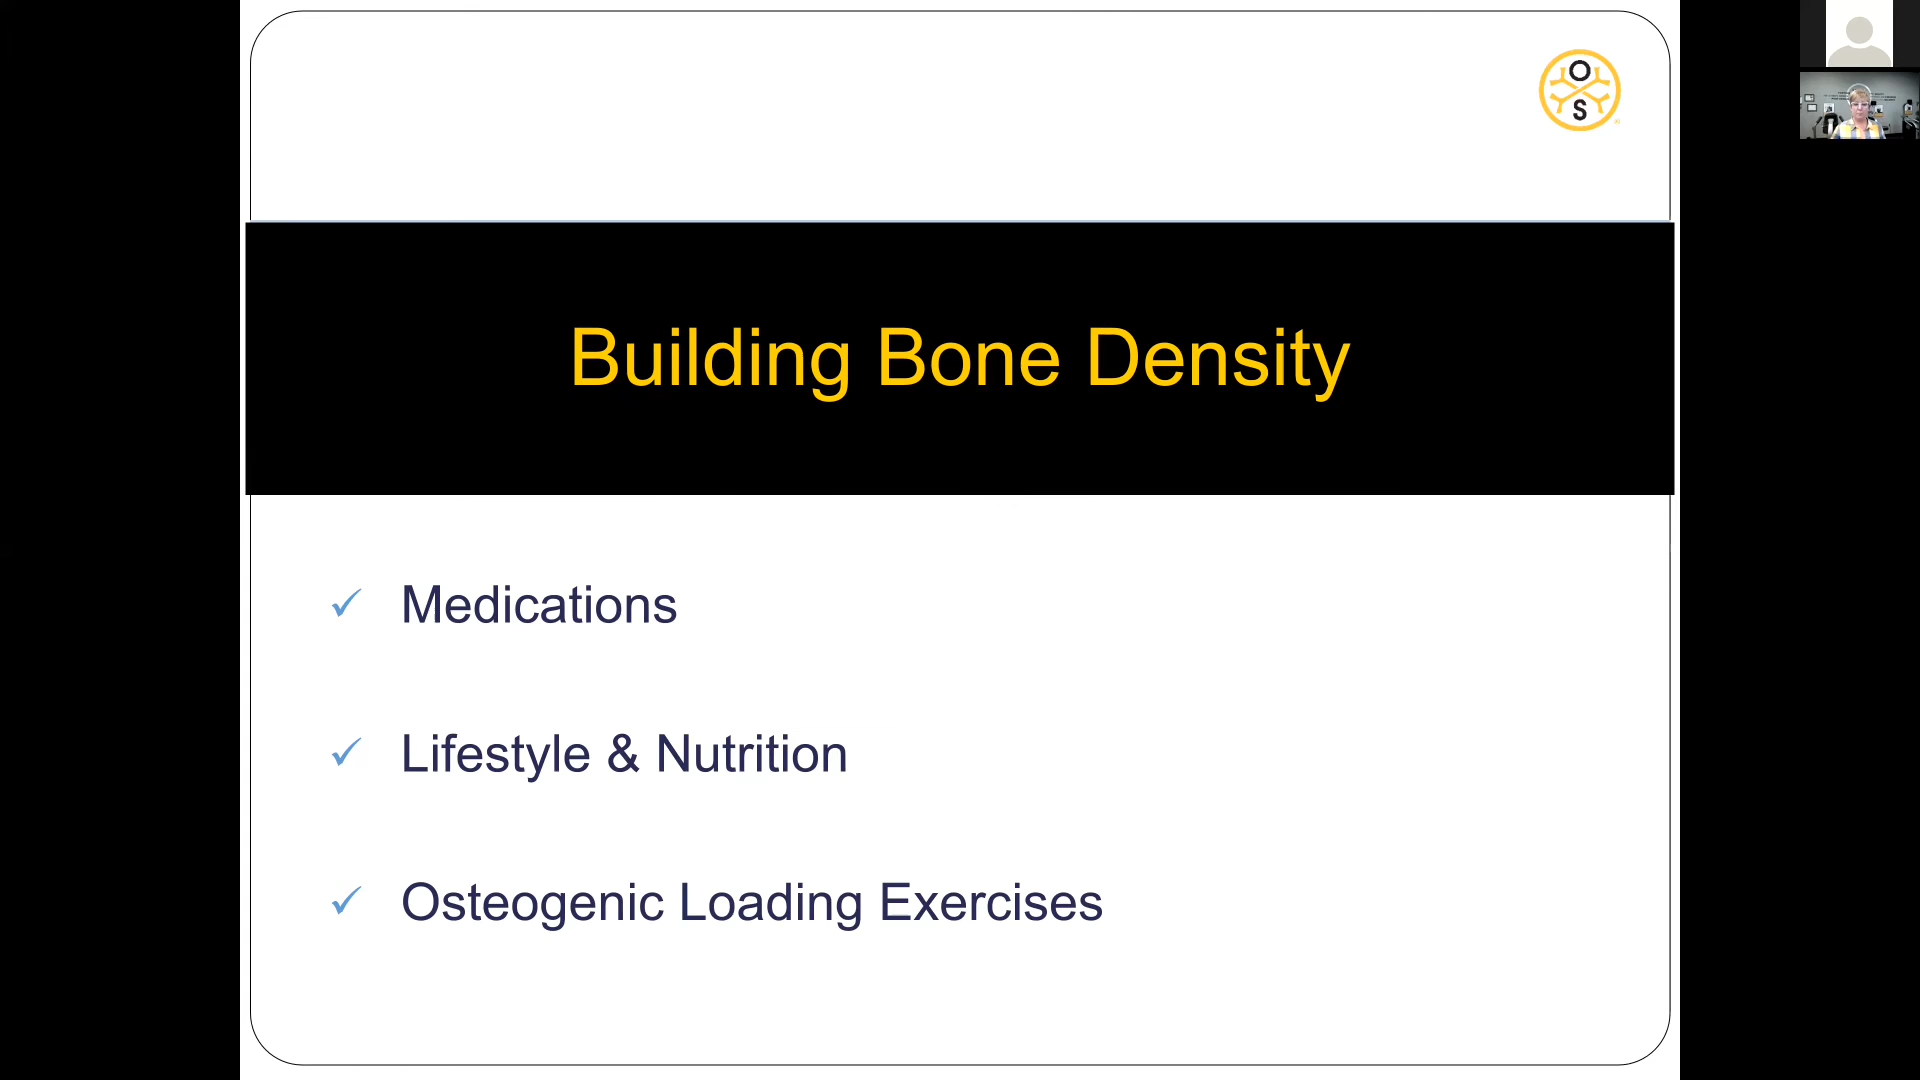 O
S
Building Bone Density
Medications
Lifestyle & Nutrition
Osteogenic Loading Exercises